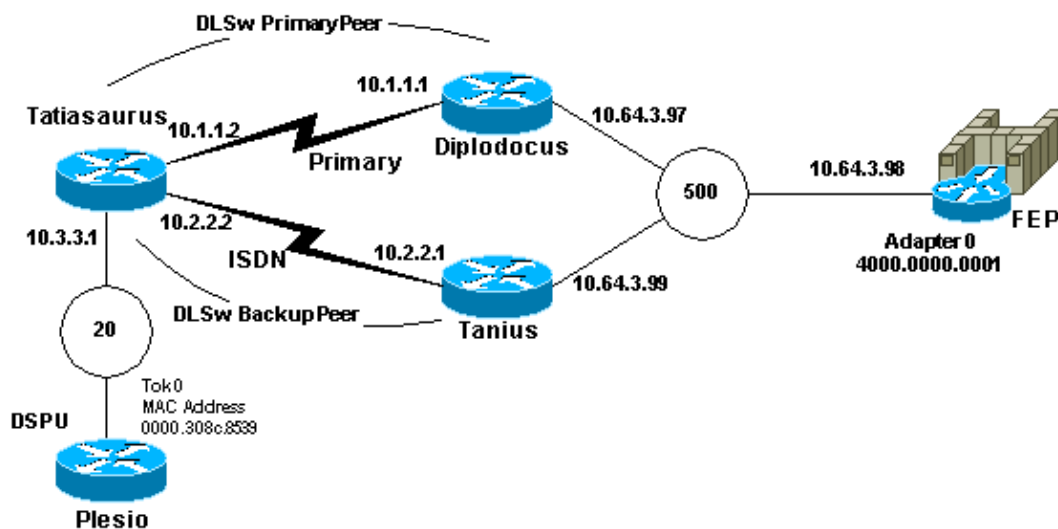 DLSw PrimaryPeer
Tatiasaurus
10.1.1.2
10.1.1.1
Primary
Diplodocus
10.64.3.97
500
10.64.3.98
FEP
Adapter 0
4000.0000.0001
10.3.3.1
10.2.2.2
ISDN
10.2.2.1
10.64.3.99
DLSw BackupPeer
Tanius
20
Tok0
MAC Address
0000.308c.8539
DSPU
Plesio